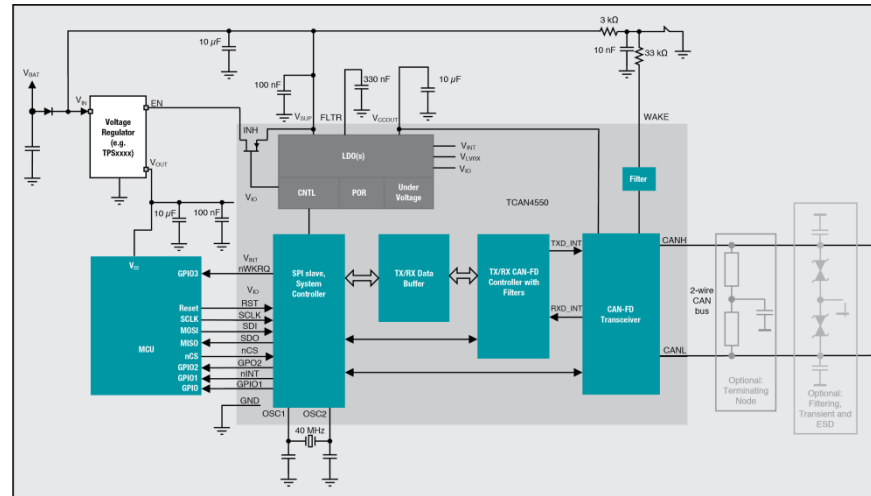 3 kΩ
10 µF
10 nF
33 kΩ
VBAT
100 nF
330 nF
10 µF
VIN
EN
Voltage
Regulator
(e.g.
TPSxxxx)
VSUP
FLTR
VCCOUT
WAKE
INH
VOUT
LDO(s)
VINT
VLVRX
VIO
Filter
VIO
CNTL
POR
Under
Voltage
TCAN4550
10 µF
100 nF
VCC
VINT
GPIO3
nWKRQ
SPI slave,
System
Controller
TX/RX Data
Buffer
TX/RX CAN-FD
Controller with
Filters
TXD_INT
RXD_INT
CAN-FD
Transceiver
CANH
CANL
2-wire
CAN
bus
VIO
MCU
Reset
RST
SCLK
SCLK
MOSI
SDI
MISO
SDO
nCS
nCS
GPIO2
GPO2
GPIO1
nINT
GPIO
GPIO1
GND
OSC1
OSC2
40 MHz
Optional:
Terminating
Node
Optional:
Filtering,
Transient and
ESD